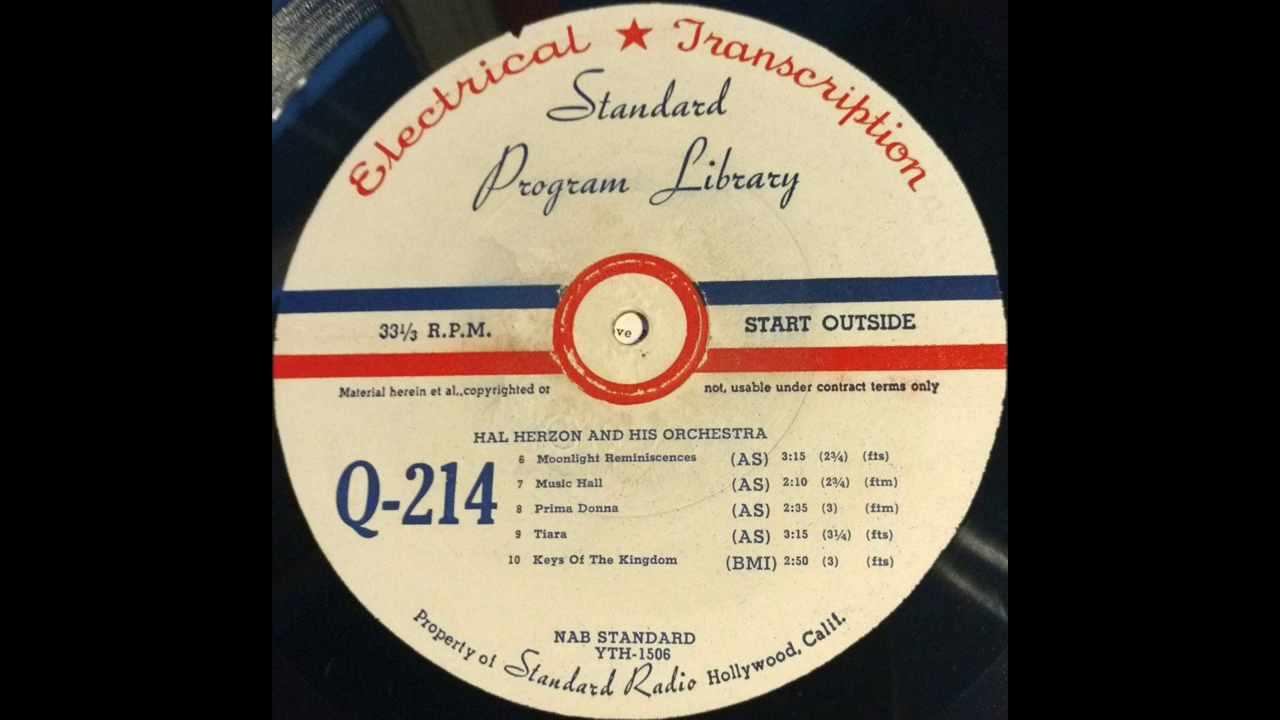 Electrical ★ Transcription
Standard
Program Library
33⅓ R.P.M.
START OUTSIDE
ve
Material herein et al.,copyrighted or not, usable under contract terms only
HAL HERZON AND HIS ORCHESTRA
Q-214
6 Moonlight Reminiscences (AS) 3:15 (2¾) (fts)
7 Music Hall (AS) 2:10 (2¾) (ftm)
8 Prima Donna (AS) 2:35 (3) (ftm)
9 Tiara (AS) 3:15 (3¼) (fts)
10 Keys Of The Kingdom (BMI) 2:50 (3) (fts)
NAB STANDARD
YTH-1506
Property of Standard Radio Hollywood, Calif.